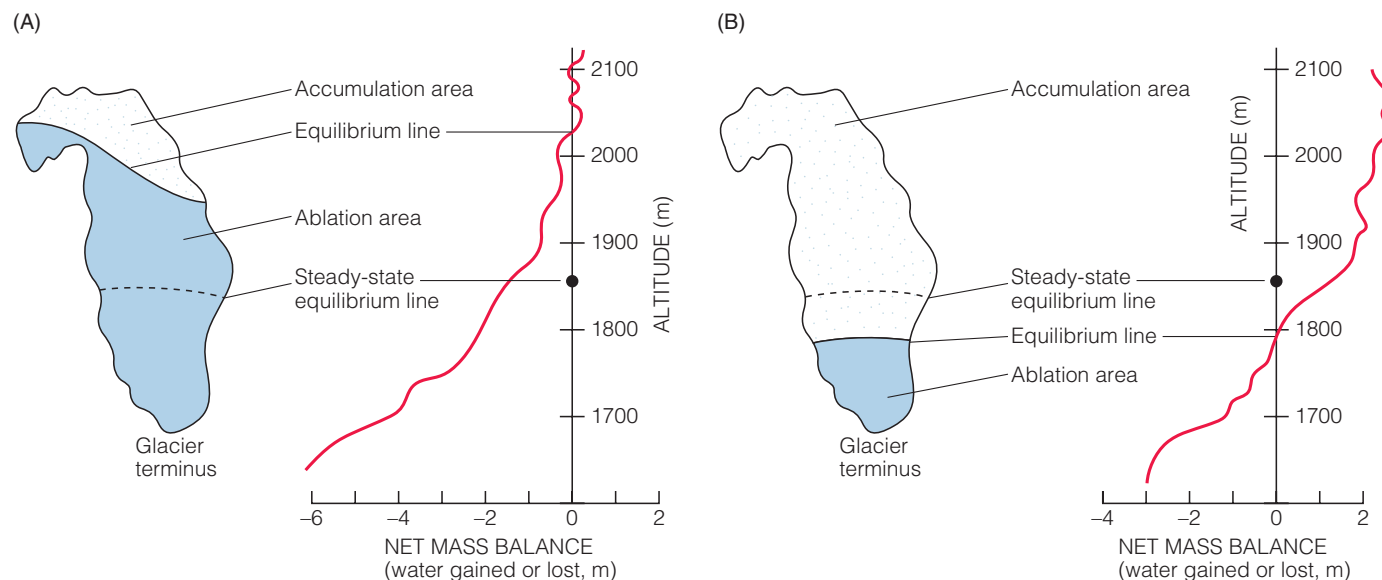 (A)
Accumulation area
Equilibrium line
Ablation area
Steady-state
equilibrium line
Glacier
terminus
2100
2000
1900
1800
1700
ALTITUDE (m)
–6
–4
–2
0
2
NET MASS BALANCE
(water gained or lost, m)
(B)
Accumulation area
Steady-state
equilibrium line
Equilibrium line
Ablation area
Glacier
terminus
ALTITUDE (m)
2100
2000
1900
1800
1700
–4
–2
0
2
NET MASS BALANCE
(water gained or lost, m)